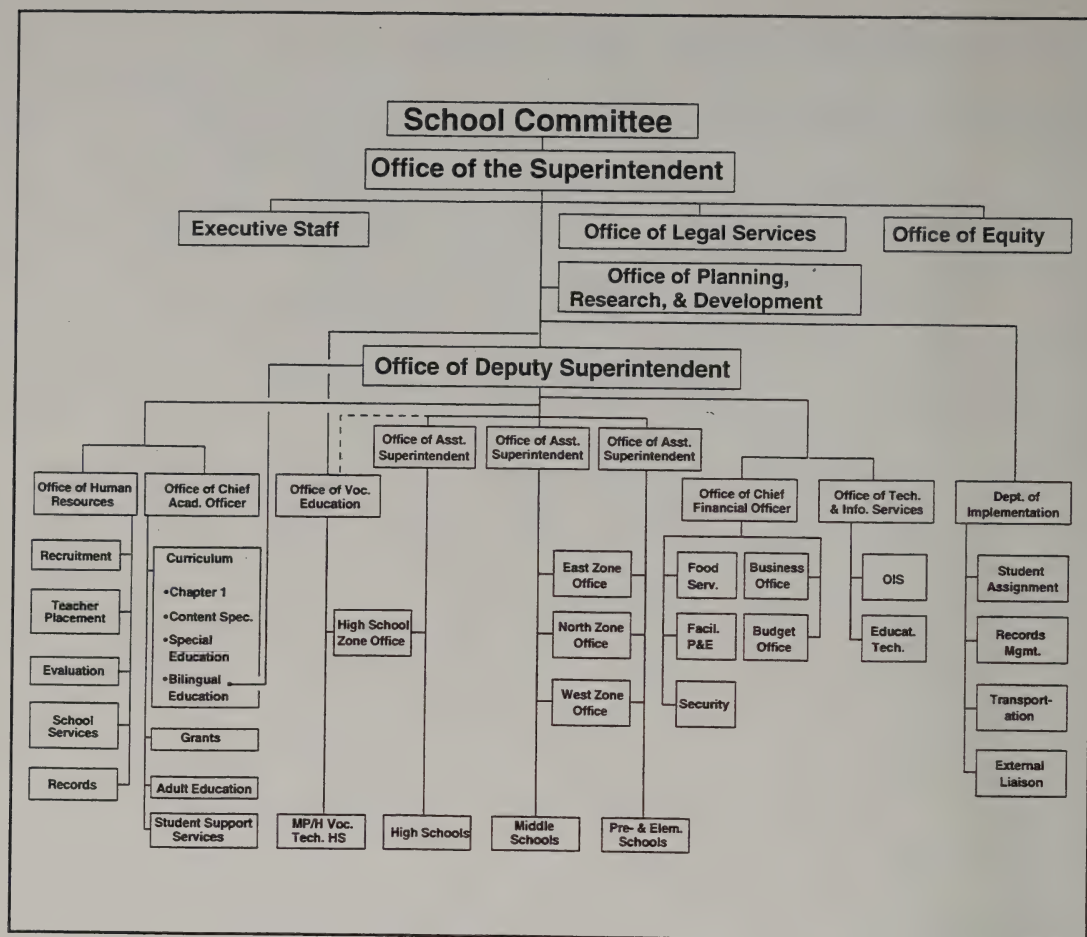 School Committee
Office of the Superintendent
Executive Staff
Office of Legal Services
Office of Equity
Office of Planning,
Research, & Development
Office of Deputy Superintendent
Office of Asst.
Superintendent
Office of Asst.
Superintendent
Office of Asst.
Superintendent
Office of Human
Resources
Office of Chief
Acad. Officer
Office of Voc.
Education
Office of Chief
Financial Officer
Office of Tech.
& Info. Services
Dept. of
Implementation
Recruitment
Teacher
Placement
Evaluation
School
Services
Records
Curriculum
•Chapter 1
•Content Spec.
•Special
Education
•Bilingual
Education
Grants
Adult Education
Student Support
Services
High School
Zone Office
MP/H Voc.
Tech. HS
High Schools
East Zone
Office
North Zone
Office
West Zone
Office
Middle
Schools
Pre- & Elem.
Schools
Food
Serv.
Business
Office
Facil.
P&E
Budget
Office
Security
OIS
Educat.
Tech.
Student
Assignment
Records
Mgmt.
Transport-
ation
External
Liaison